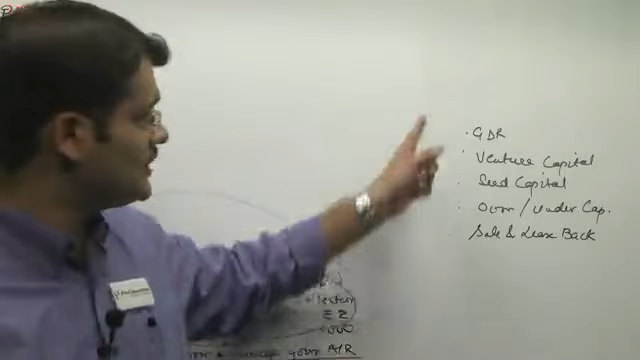 · GDR
· Venture Capital
· Seed Capital
· Over/Under Cap.
· Sale & Lease Back
A/R